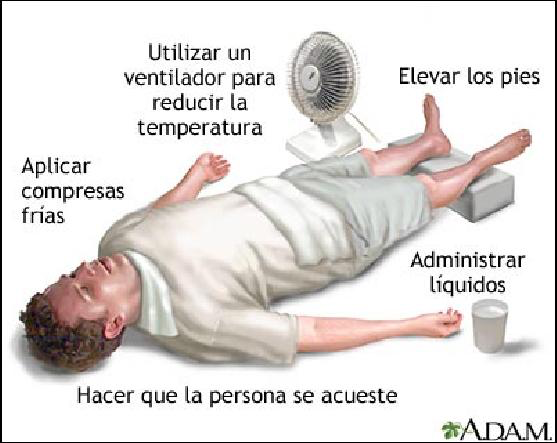 Utilizar un
ventilador para
reducir la
temperatura
Elevar los pies
Aplicar
compresas
frías
Administrar
líquidos
Hacer que la persona se acueste
A.D.A.M.